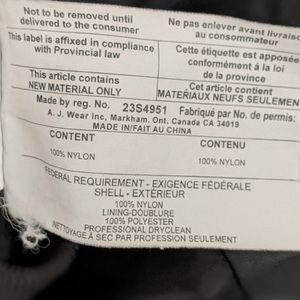 Not to be removed until
delivered to the consumer
Ne pas enlever avant livraiso
au consommateur
This label is affixed in compliance
with Provincial law
Cette étiquette est apposée
conformément á la loi
de la province
This article contains
NEW MATERIAL ONLY
Cet article contient
MATÉRIAUX NEUFS SEULEMEN
Made by reg. No. 23S4951 Fabriqué par No. de permis:
A. J. Wear inc, Markham, Ont. Canada CA 34019
MADE IN/FAIT AU CHINA
CONTENT
CONTENU
100% NYLON
100% NYLON
FEDERAL REQUIREMENT - EXIGENCE FÉDÉRALE
SHELL - EXTÉRIEUR
100% NYLON
LINING-DOUBLURE
100% POLYESTER
PROFESSIONAL DRYCLEAN
NETTOYAGE Á SEC PAR PROFESSION SEULEMENT